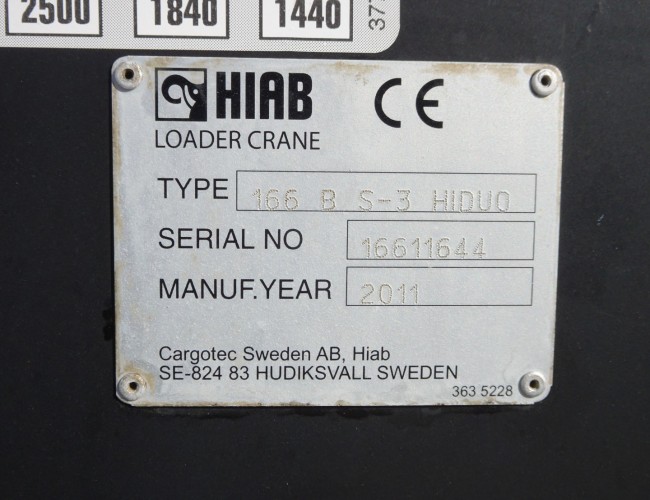 2500 1840 1440
HIAB CE
LOADER CRANE
TYPE 166 B S-3 HIDUO
SERIAL NO 16611644
MANUF.YEAR 2011
Cargotec Sweden AB, Hiab
SE-824 83 HUDIKSVALL SWEDEN
363 5228